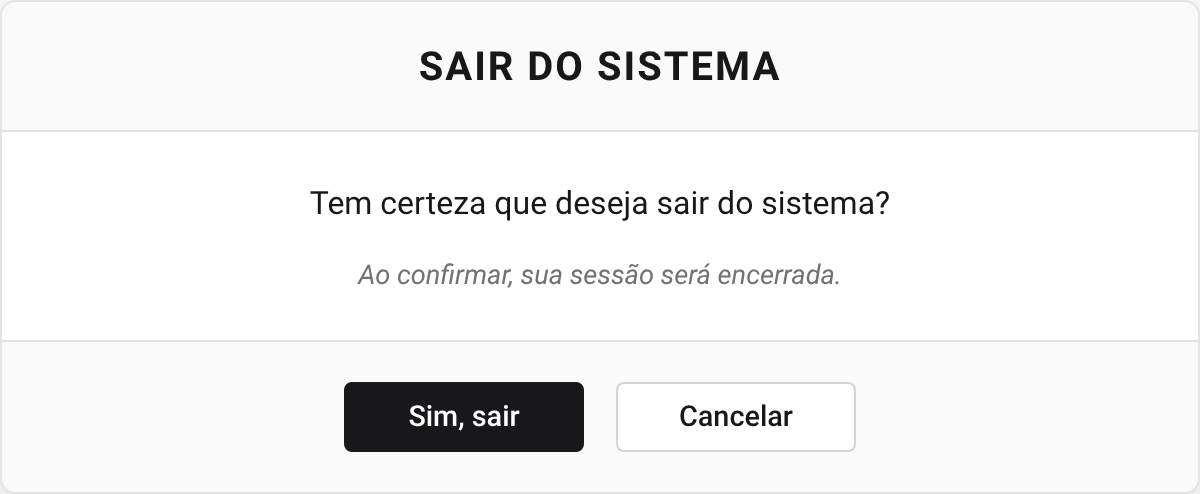 SAIR DO SISTEMA
Tem certeza que deseja sair do sistema?
Ao confirmar, sua sessão será encerrada.
Sim, sair
Cancelar